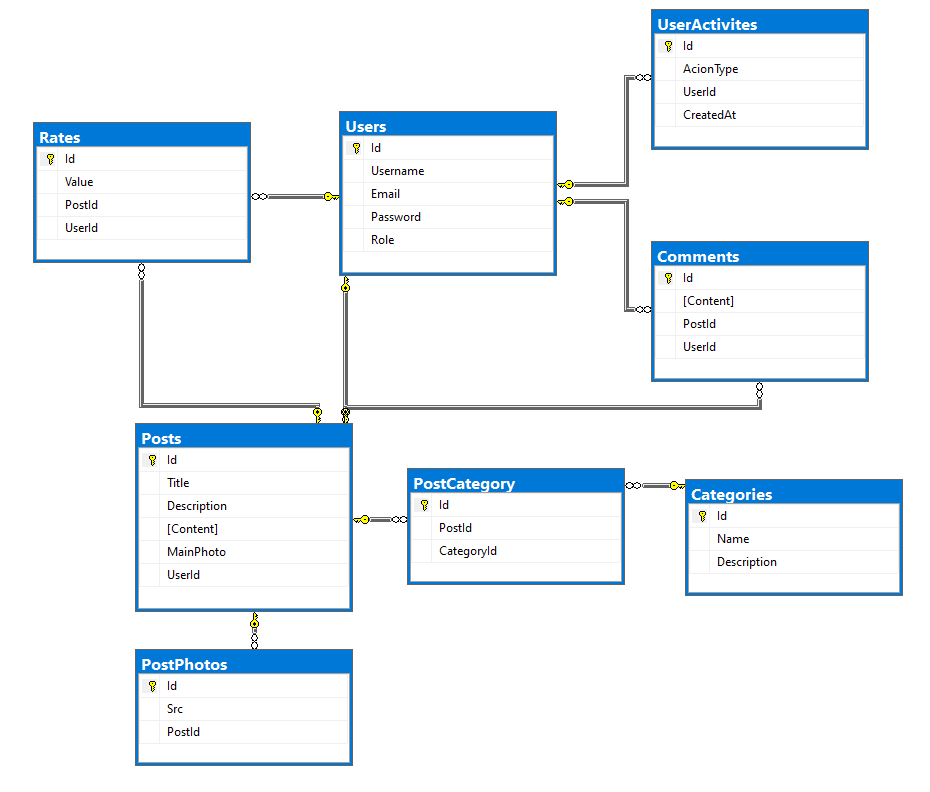 UserActivites
Id
AcionType
UserId
CreatedAt
Users
Id
Username
Email
Password
Role
Rates
Id
Value
PostId
UserId
Comments
Id
[Content]
PostId
UserId
Posts
Id
Title
Description
[Content]
MainPhoto
UserId
PostCategory
Id
PostId
CategoryId
Categories
Id
Name
Description
PostPhotos
Id
Src
PostId